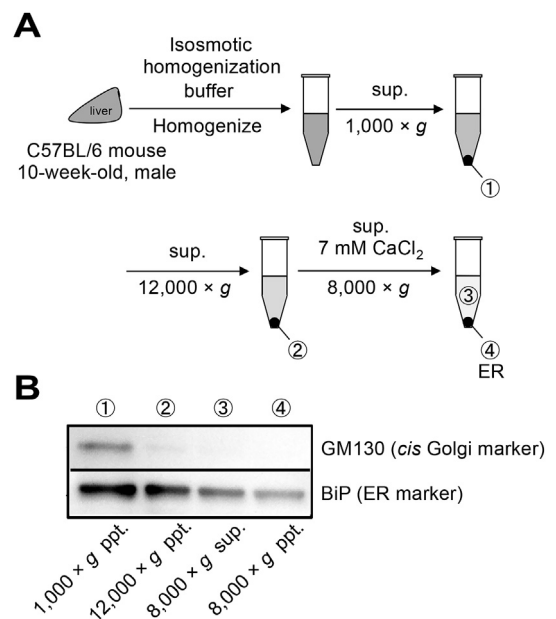 A
Isosmotic
homogenization
buffer
liver
Homogenize
sup.
1,000 × g
C57BL/6 mouse
10-week-old, male
①
sup.
12,000 × g
sup.
7 mM CaCl₂
8,000 × g
③
②
④
ER
B
① ② ③ ④
GM130 (cis Golgi marker)
BiP (ER marker)
1,000 × g ppt.
12,000 × g ppt.
8,000 × g sup.
8,000 × g ppt.